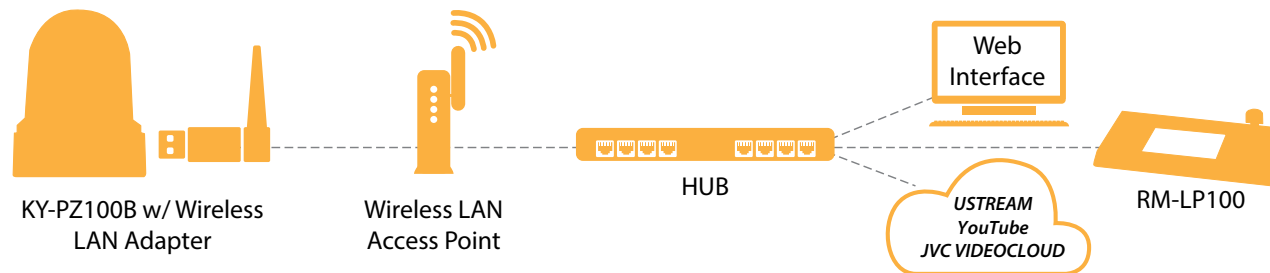 KY-PZ100B w/ Wireless
LAN Adapter
Wireless LAN
Access Point
HUB
Web
Interface
USTREAM
YouTube
JVC VIDEOCLOUD
RM-LP100